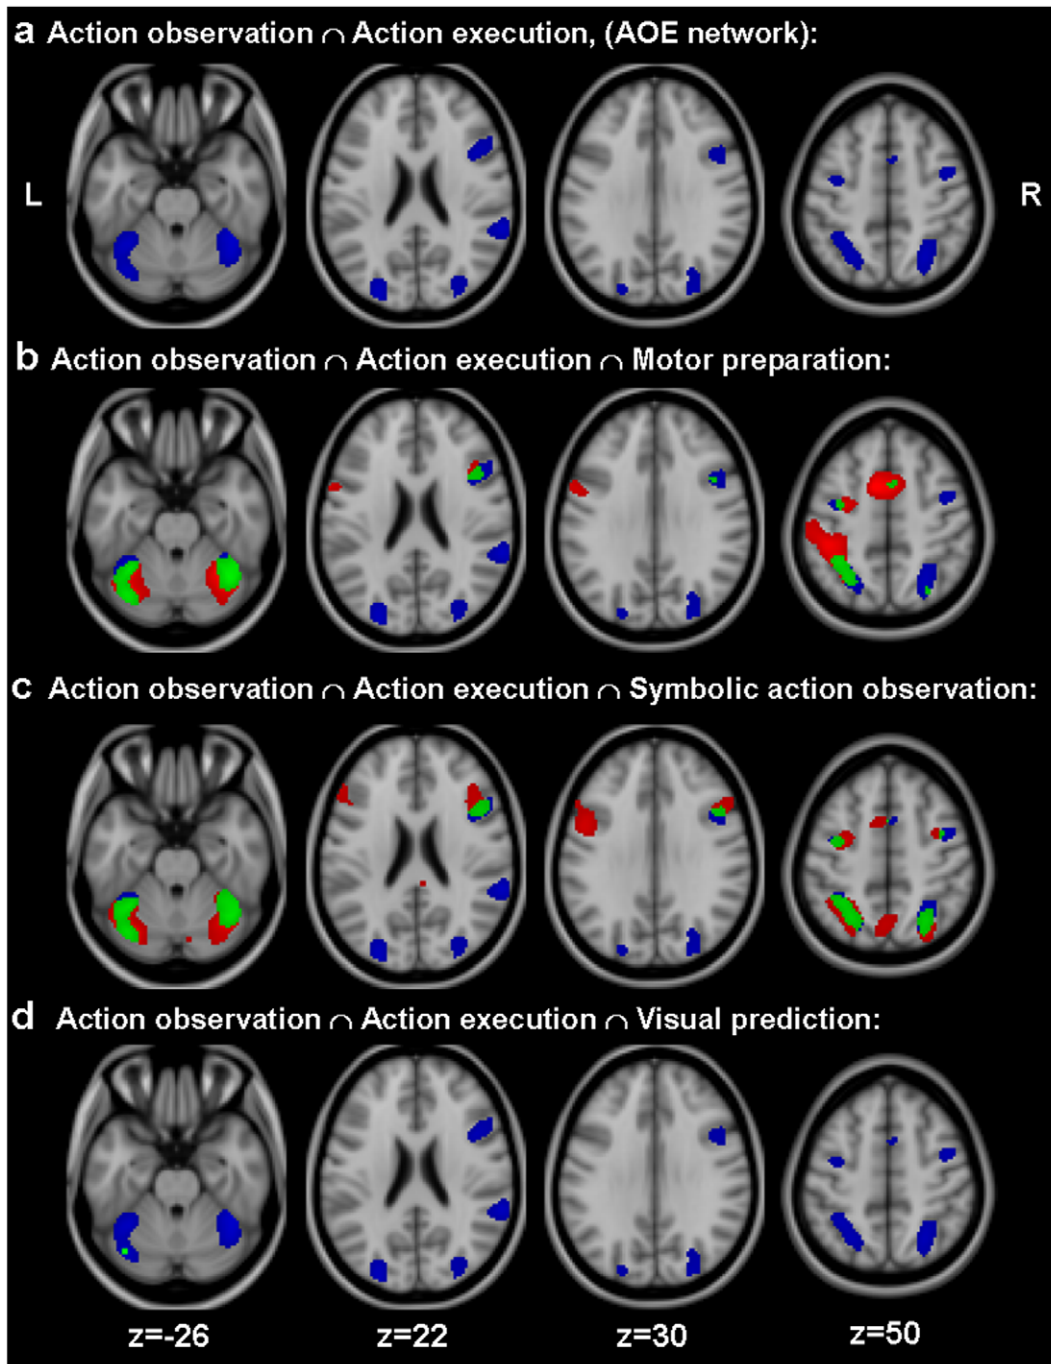 a Action observation ∩ Action execution, (AOE network):
L
R
b Action observation ∩ Action execution ∩ Motor preparation:
c Action observation ∩ Action execution ∩ Symbolic action observation:
d Action observation ∩ Action execution ∩ Visual prediction:
z=-26 z=22 z=30 z=50